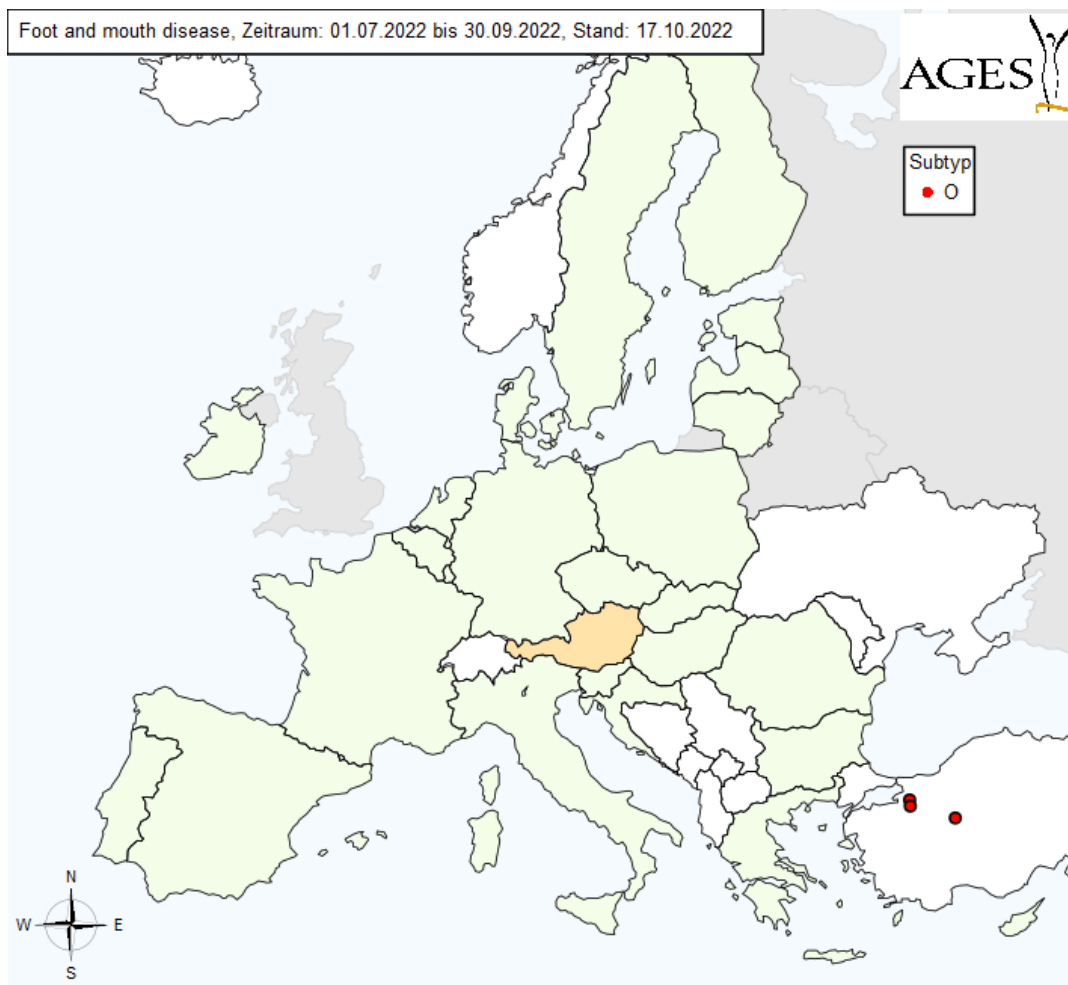 Foot and mouth disease, Zeitraum: 01.07.2022 bis 30.09.2022, Stand: 17.10.2022
AGES
Subtyp
O
N
W E
S